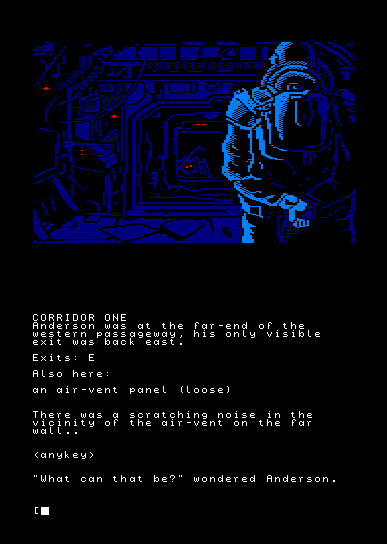 CORRIDOR ONE
Anderson was at the far-end of the
western passageway, his only visible
exit was back east.
Exits: E
Also here:
an air-vent panel (loose)
There was a scratching noise in the
vicinity of the air-vent on the far
wall..
<anykey>
"What can that be?" wondered Anderson.
[